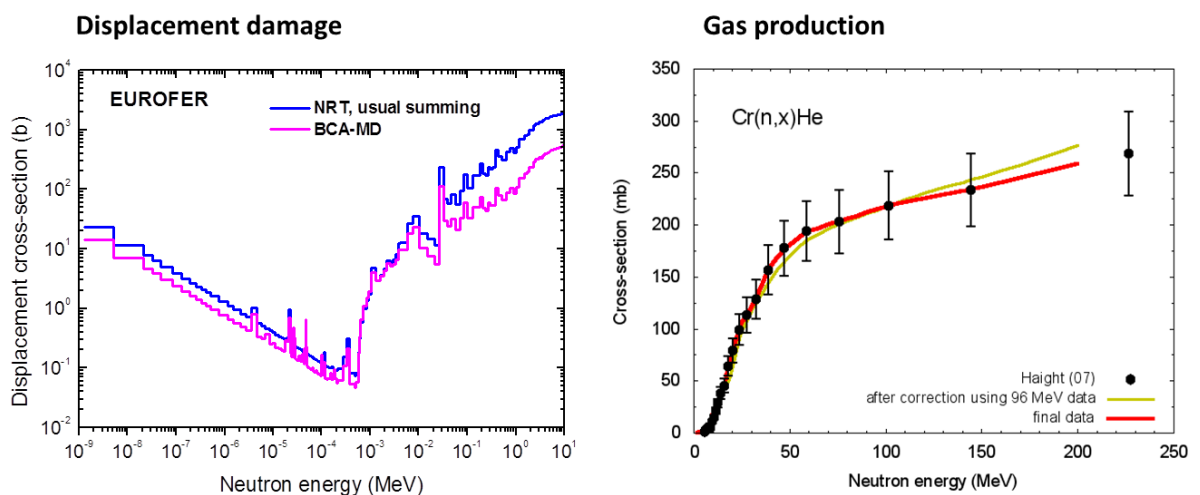 Displacement damage
10^4
10^3
10^2
10^1
10^0
10^-1
10^-2
10^-9
10^-8
10^-7
10^-6
10^-5
10^-4
10^-3
10^-2
10^-1
10^0
10^1
Displacement cross-section (b)
Neutron energy (MeV)
EUROFER
NRT, usual summing
BCA-MD
Gas production
350
300
250
200
150
100
50
0
0
50
100
150
200
250
Cross-section (mb)
Neutron energy (MeV)
Cr(n,x)He
Haight (07)
after correction using 96 MeV data
final data